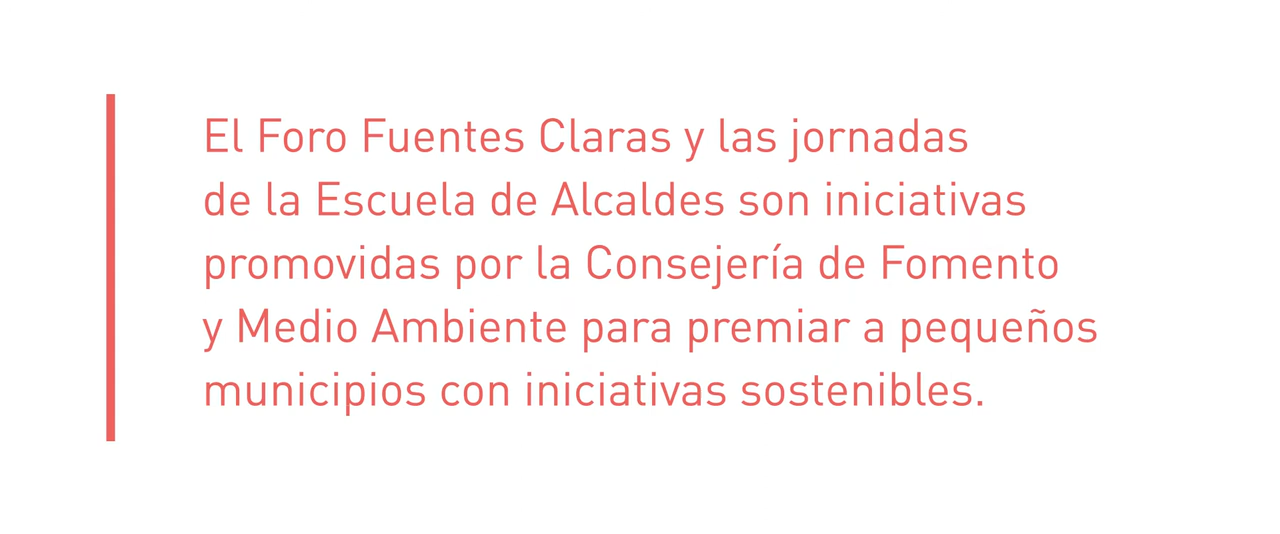 El Foro Fuentes Claras y las jornadas
de la Escuela de Alcaldes son iniciativas
promovidas por la Consejería de Fomento
y Medio Ambiente para premiar a pequeños
municipios con iniciativas sostenibles.